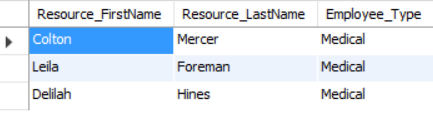 Resource_FirstName Resource_LastName Employee_Type
Colton Mercer Medical
Leila Foreman Medical
Delilah Hines Medical